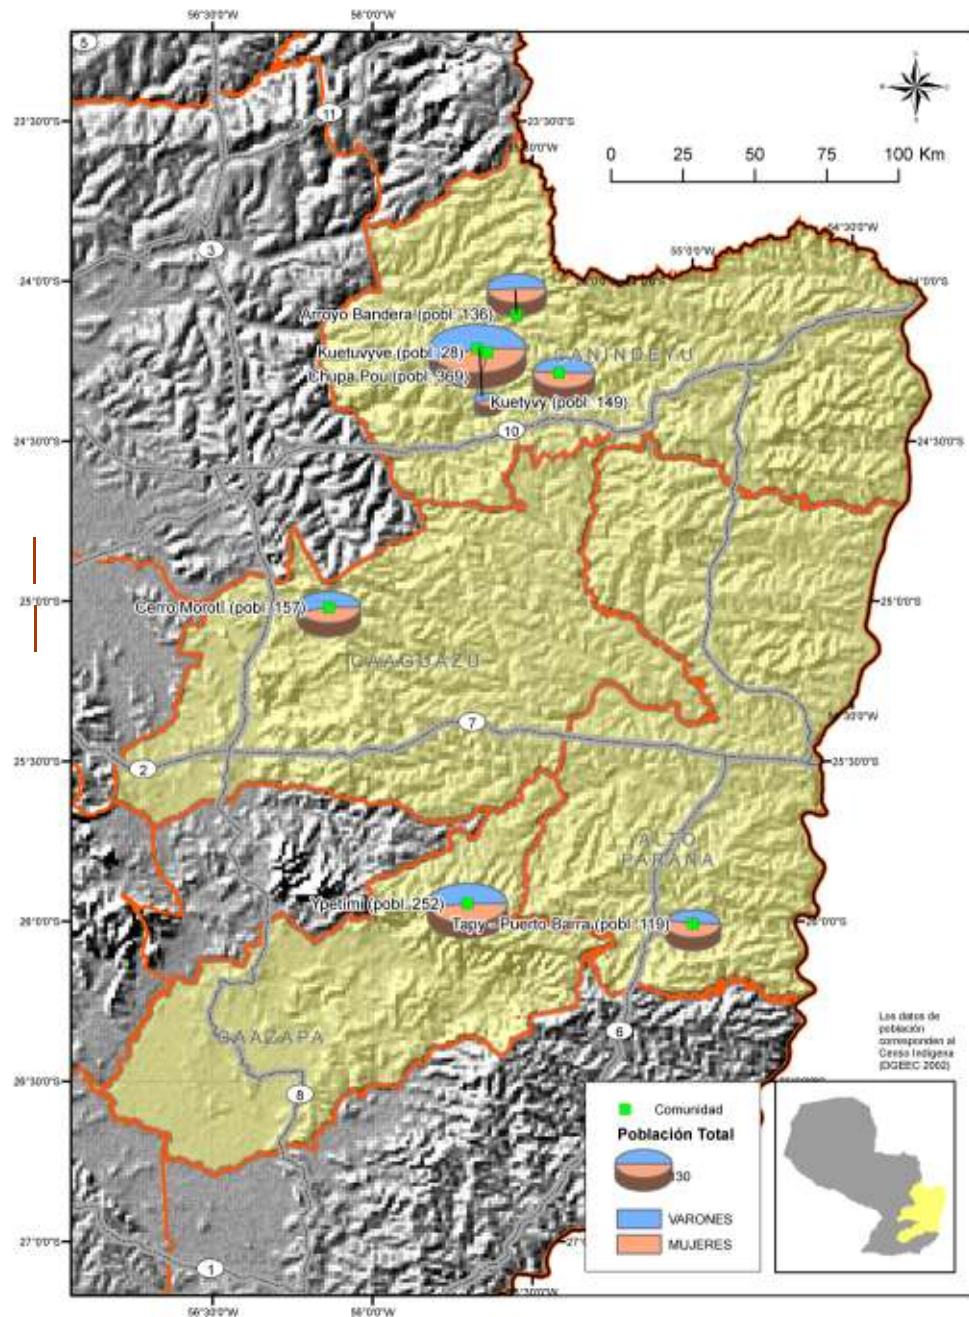 56°30'0"W
56°0'0"W
5
11
23°30'0"S
23°30'0"S
0 25 50 75 100 Km
3
55°0'0"W
54°30'0"W
24°0'0"S
24°0'0"S
Arroyo Bandera (pobl. 136)
Kuetuvyve (pobl. 28)
CANINDEYU
Chupa Pou (pobl. 369)
Kuetyvy (pobl. 149)
10
24°30'0"S
24°30'0"S
25°0'0"S
25°0'0"S
Cerro Moroti (pobl. 157)
CAAGUAZU
7
2
25°30'0"S
25°30'0"S
ALTO
PARANA
Ypetimi (pobl. 252)
Tapy - Puerto Barra (pobl. 119)
26°0'0"S
26°0'0"S
Los datos de
población
corresponden al
Censo Indígena
(DGEEC 2002)
6
CAAZAPA
26°30'0"S
8
Comunidad
Población Total
130
VARONES
MUJERES
27°0'0"S
1
56°30'0"W
56°0'0"W